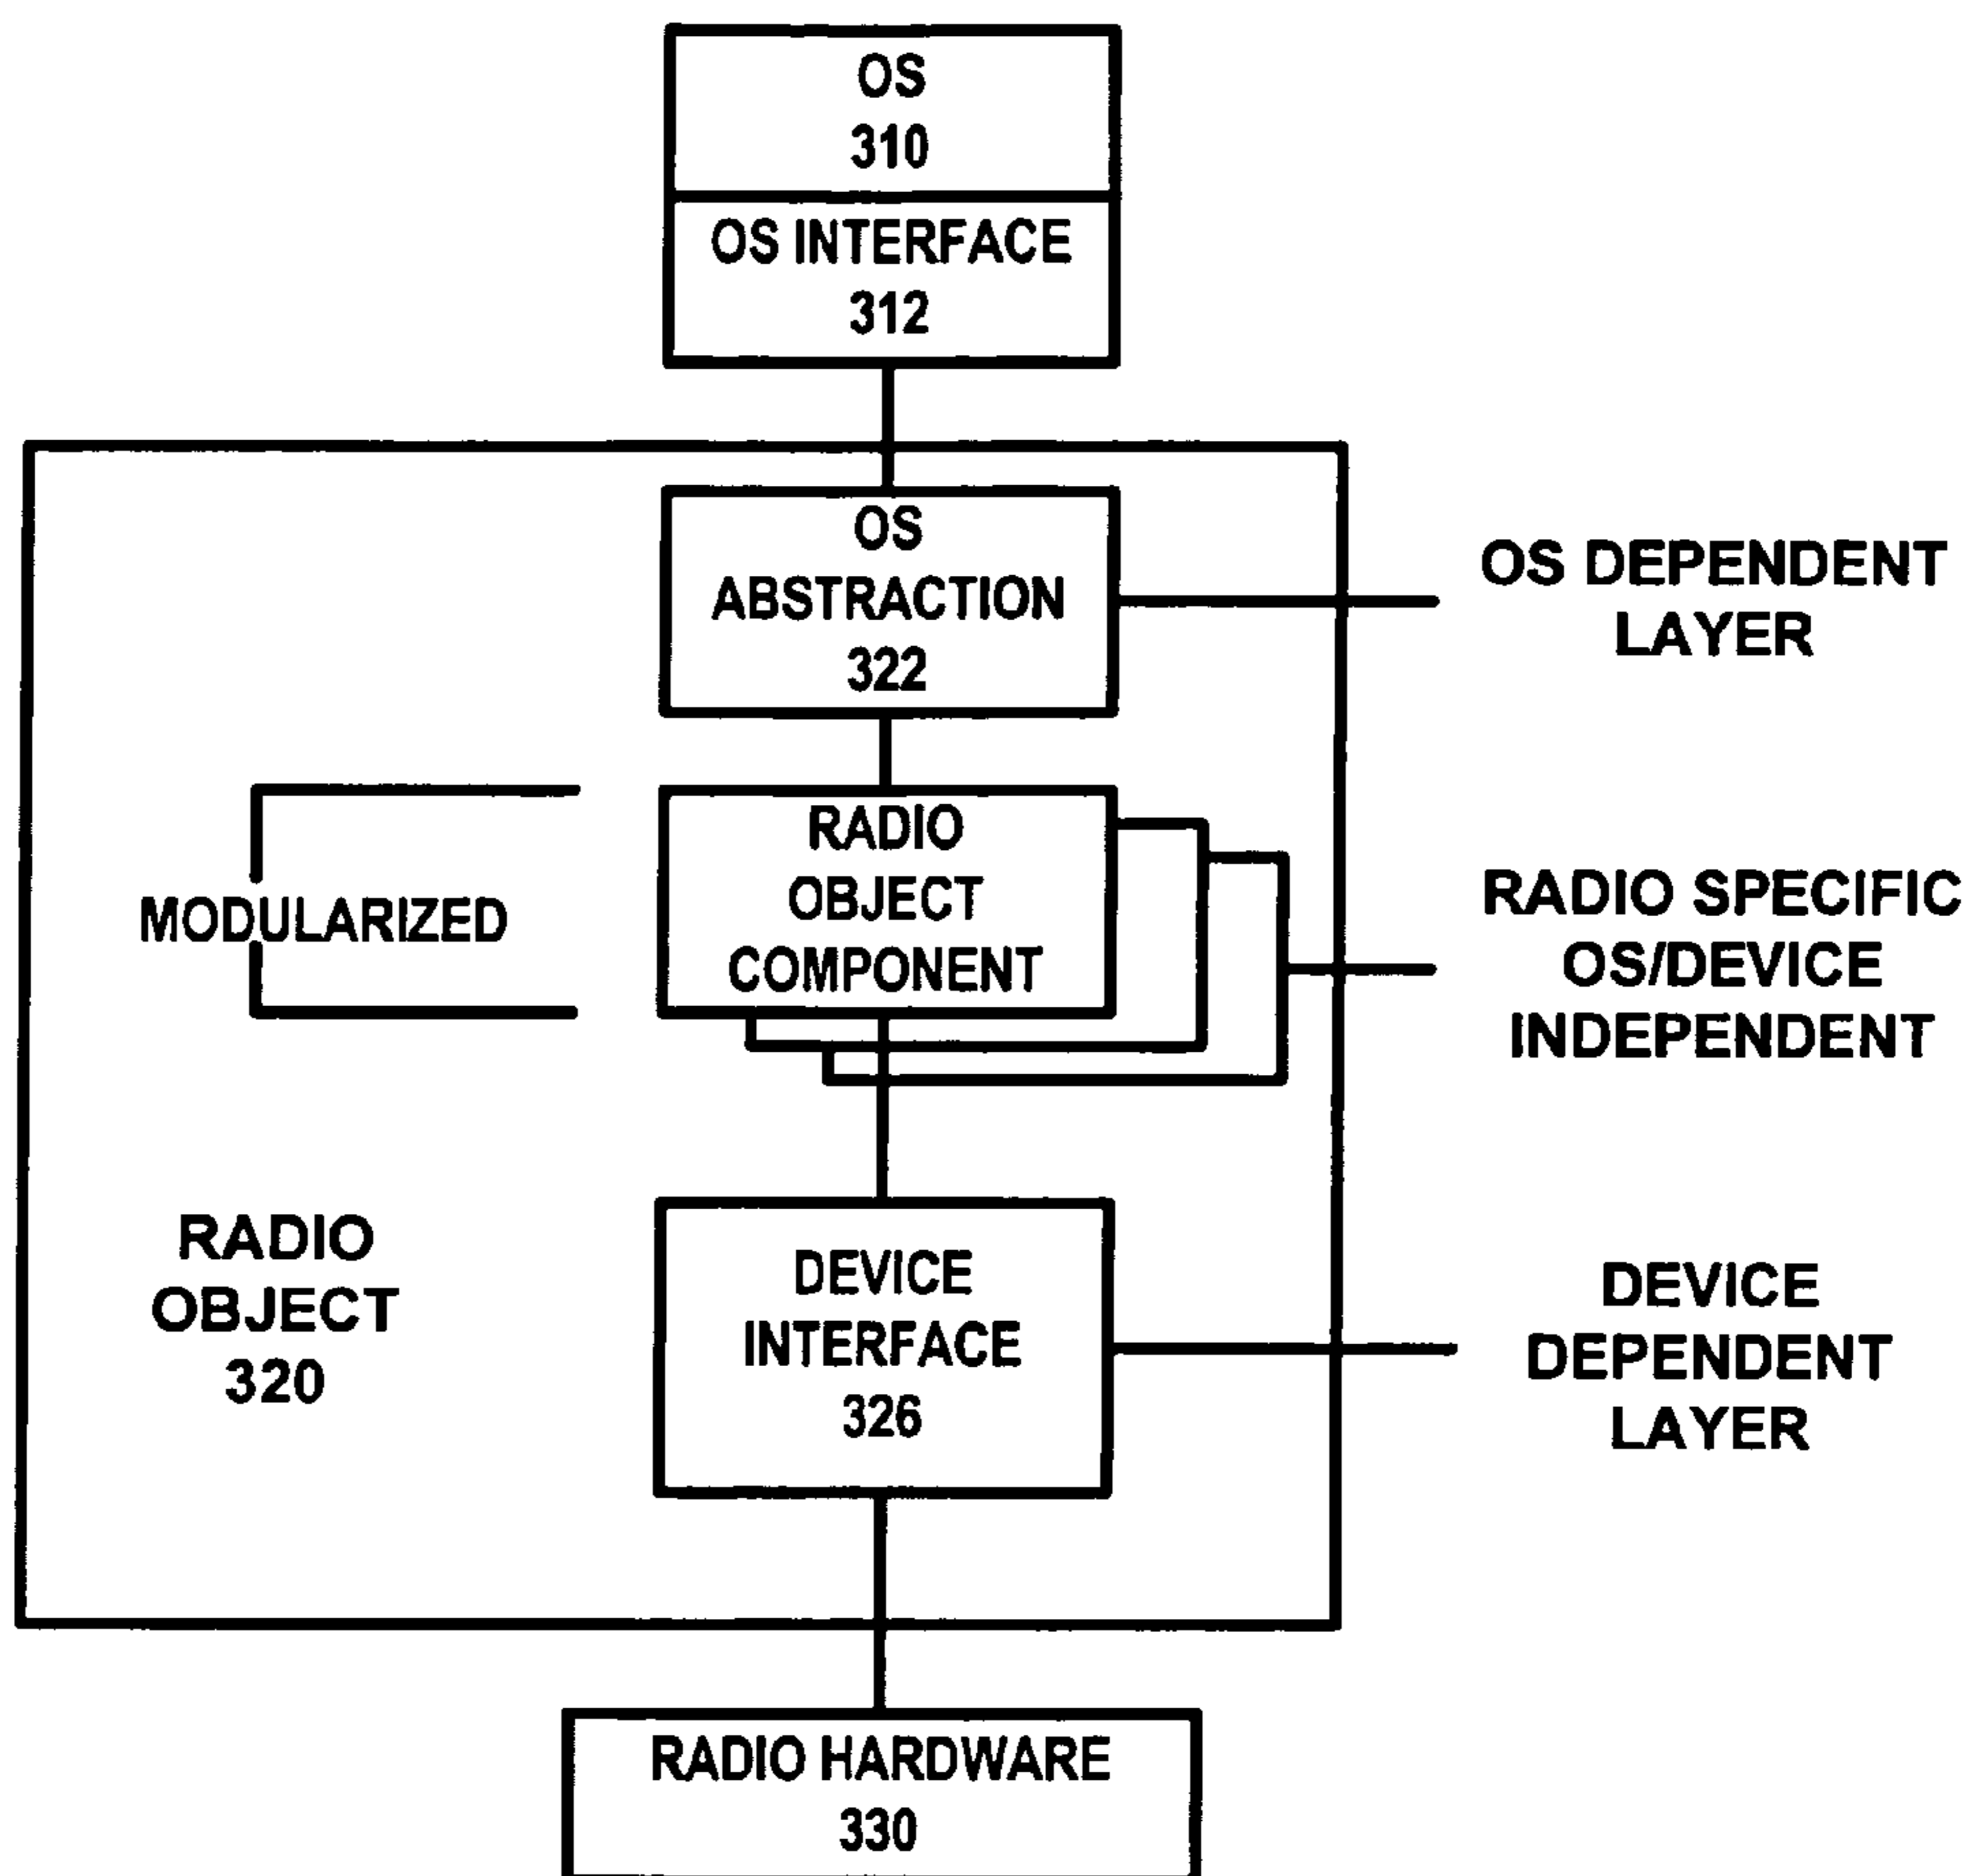 OS
310
OS INTERFACE
312
OS
ABSTRACTION
322
OS DEPENDENT
LAYER
MODULARIZED
RADIO
OBJECT
COMPONENT
RADIO SPECIFIC
OS/DEVICE
INDEPENDENT
RADIO
OBJECT
320
DEVICE
INTERFACE
326
DEVICE
DEPENDENT
LAYER
RADIO HARDWARE
330